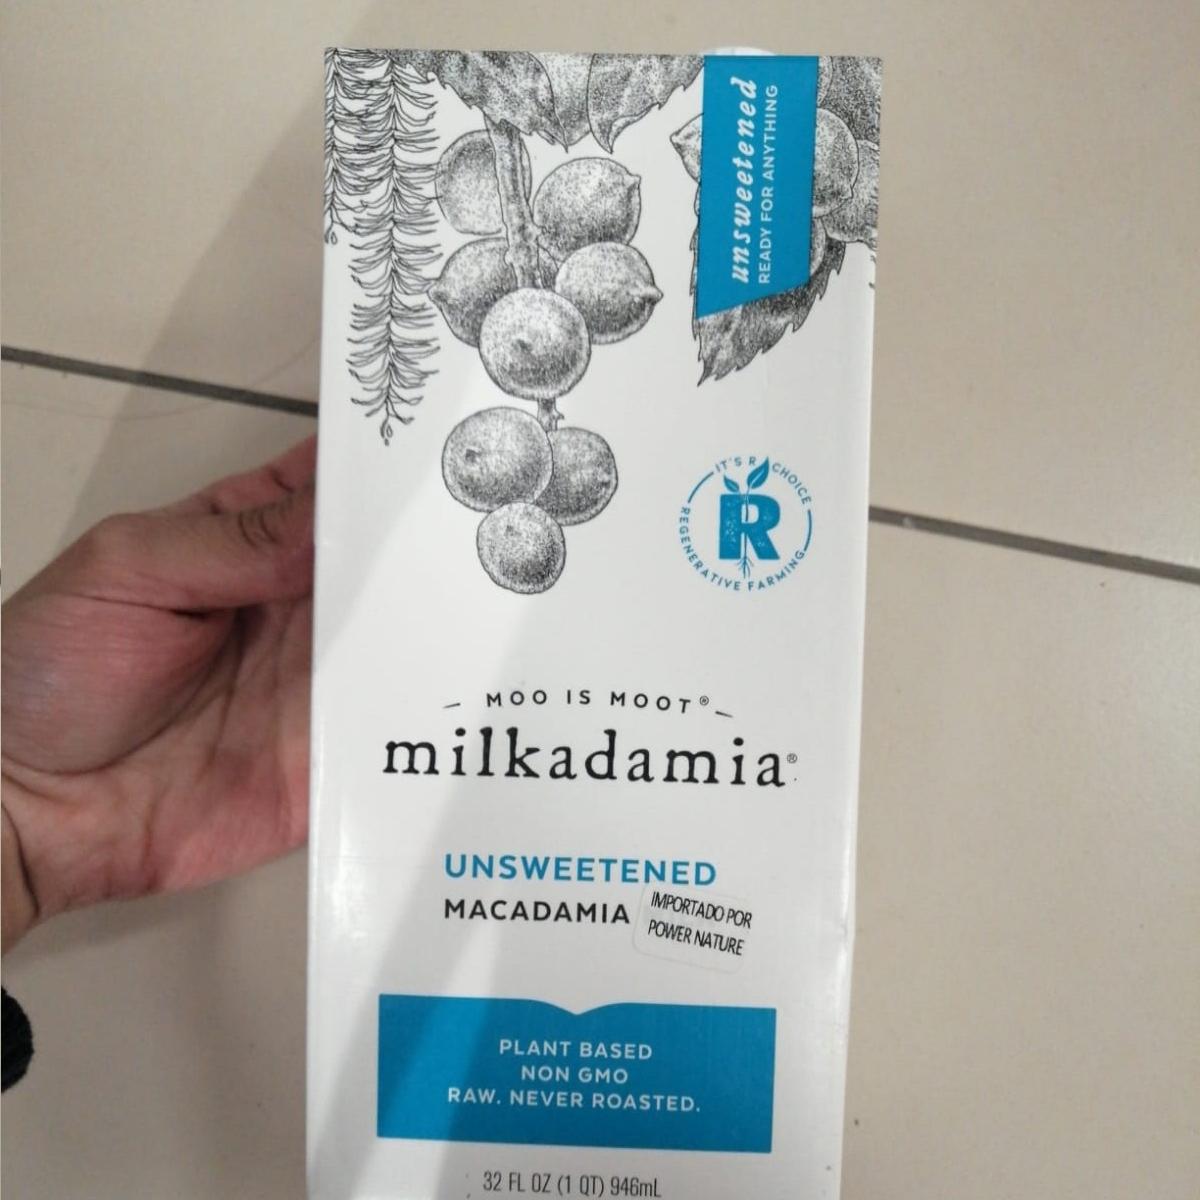 unsweetened
READY FOR ANYTHING
IT'S R CHOICE
R
REGENERATIVE FARMING
— MOO IS MOOT® —
milkadamia®
UNSWEETENED
MACADAMIA
IMPORTADO POR
POWER NATURE
PLANT BASED
NON GMO
RAW. NEVER ROASTED.
32 FL OZ (1 QT) 946mL